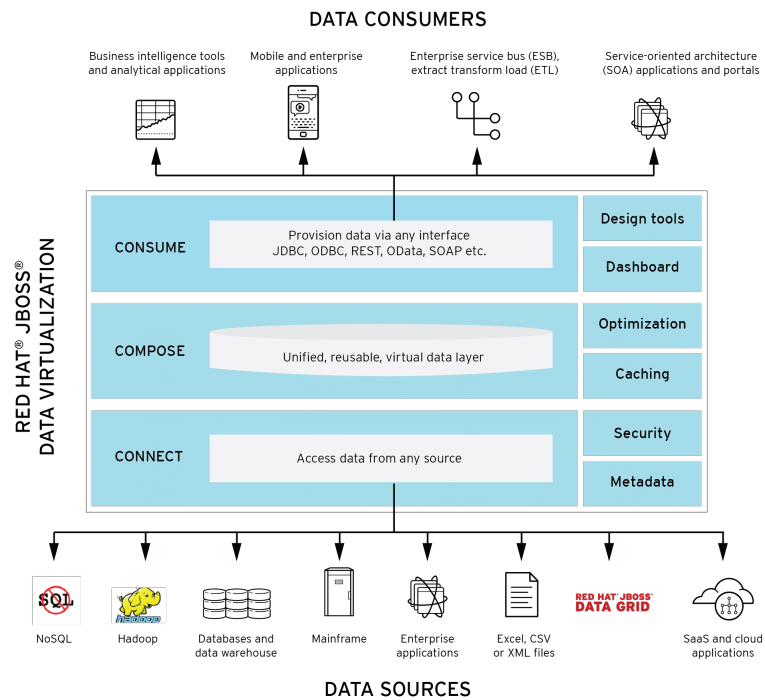 DATA CONSUMERS
Business intelligence tools
and analytical applications
Mobile and enterprise
applications
Enterprise service bus (ESB),
extract transform load (ETL)
Service-oriented architecture
(SOA) applications and portals
RED HAT® JBOSS®
DATA VIRTUALIZATION
CONSUME
Provision data via any interface
JDBC, ODBC, REST, OData, SOAP etc.
Design tools
Dashboard
COMPOSE
Unified, reusable, virtual data layer
Optimization
Caching
CONNECT
Access data from any source
Security
Metadata
SQL
NoSQL
hadoop
Hadoop
Databases and
data warehouse
Mainframe
Enterprise
applications
Excel, CSV
or XML files
RED HAT® JBOSS®
DATA GRID
SaaS and cloud
applications
DATA SOURCES